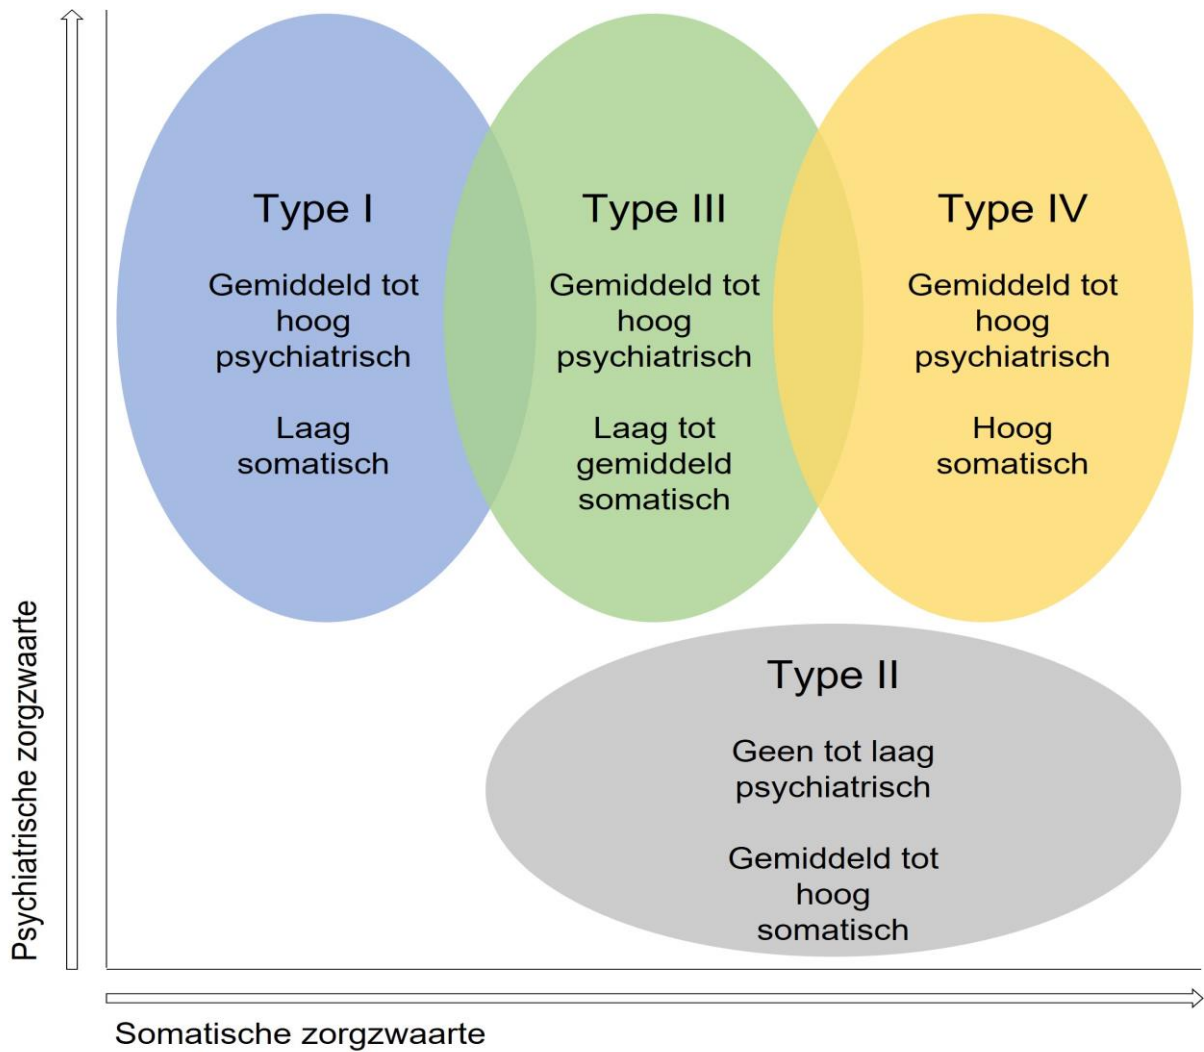 Type I
Gemiddeld tot
hoog
psychiatrisch
Laag
somatisch
Type III
Gemiddeld tot
hoog
psychiatrisch
Laag tot
gemiddeld
somatisch
Type IV
Gemiddeld tot
hoog
psychiatrisch
Hoog
somatisch
Type II
Geen tot laag
psychiatrisch
Gemiddeld tot
hoog
somatisch
Psychiatrische zorgzwaarte
Somatische zorgzwaarte